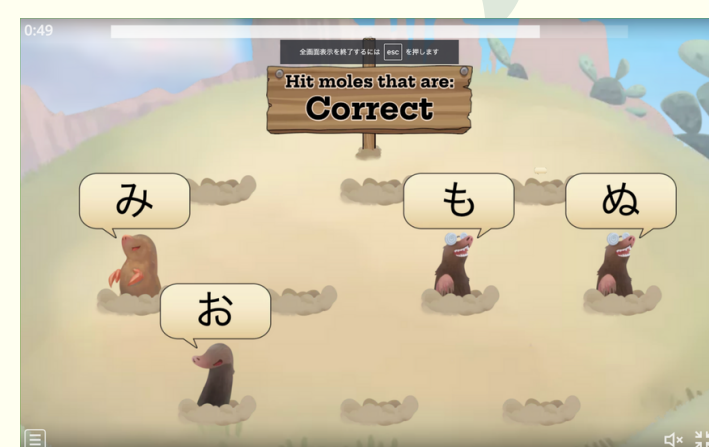 0:49
全画面表示を終了するには esc を押します
Hit moles that are:
Correct
み
も
ぬ
お